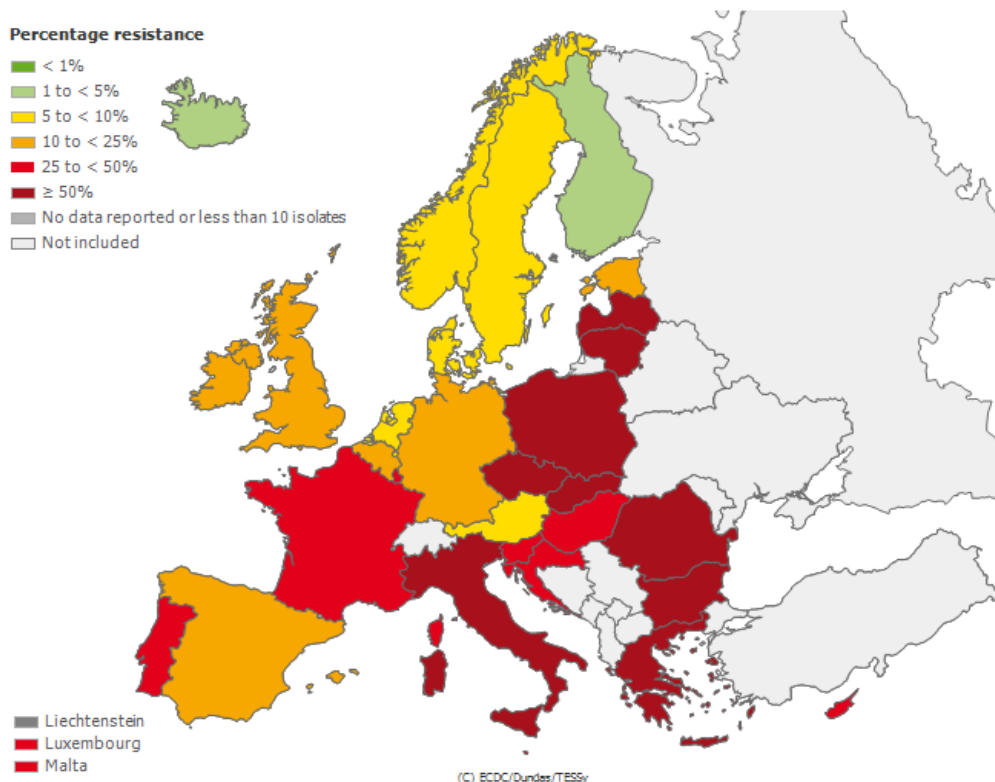 Percentage resistance
< 1%
1 to < 5%
5 to < 10%
10 to < 25%
25 to < 50%
≥ 50%
No data reported or less than 10 isolates
Not included
Liechtenstein
Luxembourg
Malta
(C) ECDC/Dundas/TESSy